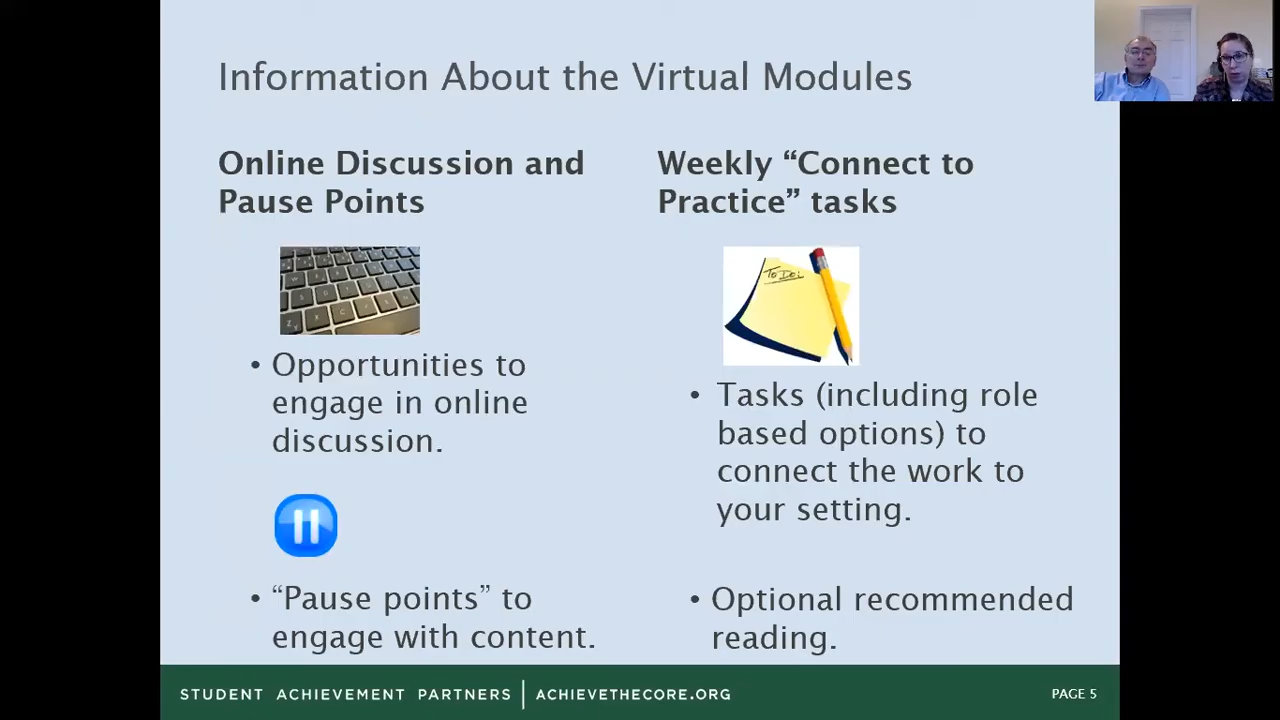 Information About the Virtual Modules
Online Discussion and
Pause Points
• Opportunities to
engage in online
discussion.
• “Pause points” to
engage with content.
Weekly “Connect to
Practice” tasks
To Do:
• Tasks (including role
based options) to
connect the work to
your setting.
• Optional recommended
reading.
STUDENT ACHIEVEMENT PARTNERS | ACHIEVETHECORE.ORG
PAGE 5